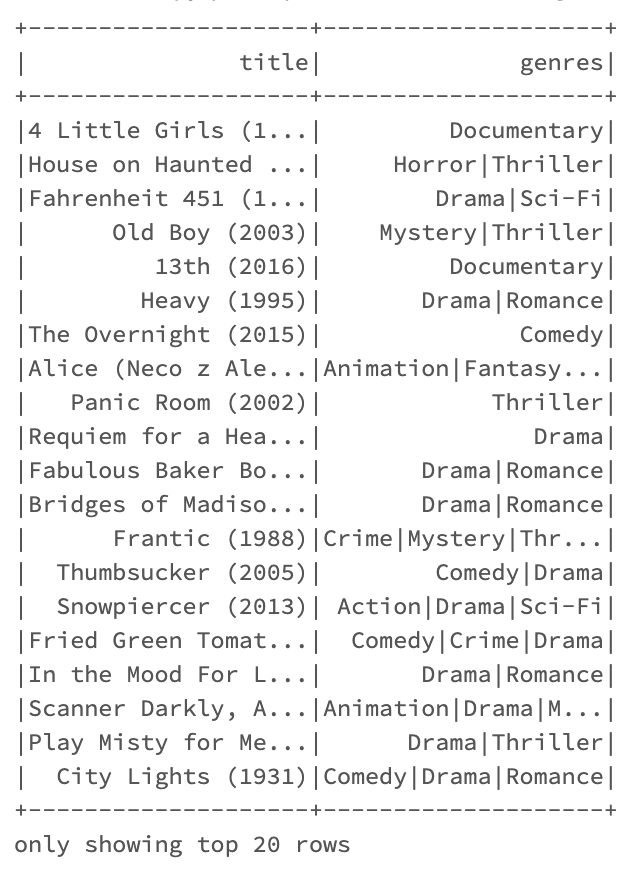 +--------------------+--------------------+
|               title|              genres|
+--------------------+--------------------+
|4 Little Girls (1...|         Documentary|
|House on Haunted ...|     Horror|Thriller|
|Fahrenheit 451 (1...|        Drama|Sci-Fi|
|      Old Boy (2003)|    Mystery|Thriller|
|         13th (2016)|         Documentary|
|        Heavy (1995)|       Drama|Romance|
|The Overnight (2015)|              Comedy|
|Alice (Neco z Ale...|Animation|Fantasy...|
|   Panic Room (2002)|            Thriller|
|Requiem for a Hea...|               Drama|
|Fabulous Baker Bo...|       Drama|Romance|
|Bridges of Madiso...|       Drama|Romance|
|      Frantic (1988)|Crime|Mystery|Thr...|
|  Thumbsucker (2005)|        Comedy|Drama|
|  Snowpiercer (2013)| Action|Drama|Sci-Fi|
|Fried Green Tomat...|  Comedy|Crime|Drama|
|In the Mood For L...|       Drama|Romance|
|Scanner Darkly, A...|Animation|Drama|M...|
|Play Misty for Me...|      Drama|Thriller|
|  City Lights (1931)|Comedy|Drama|Romance|
+--------------------+--------------------+
only showing top 20 rows